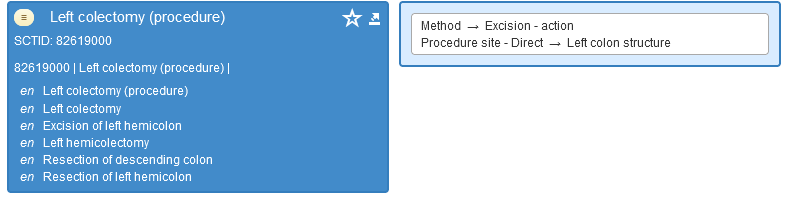 Left colectomy (procedure)
SCTID: 82619000
82619000 | Left colectomy (procedure) |
en Left colectomy (procedure)
en Left colectomy
en Excision of left hemicolon
en Left hemicolectomy
en Resection of descending colon
en Resection of left hemicolon
Method → Excision - action
Procedure site - Direct → Left colon structure